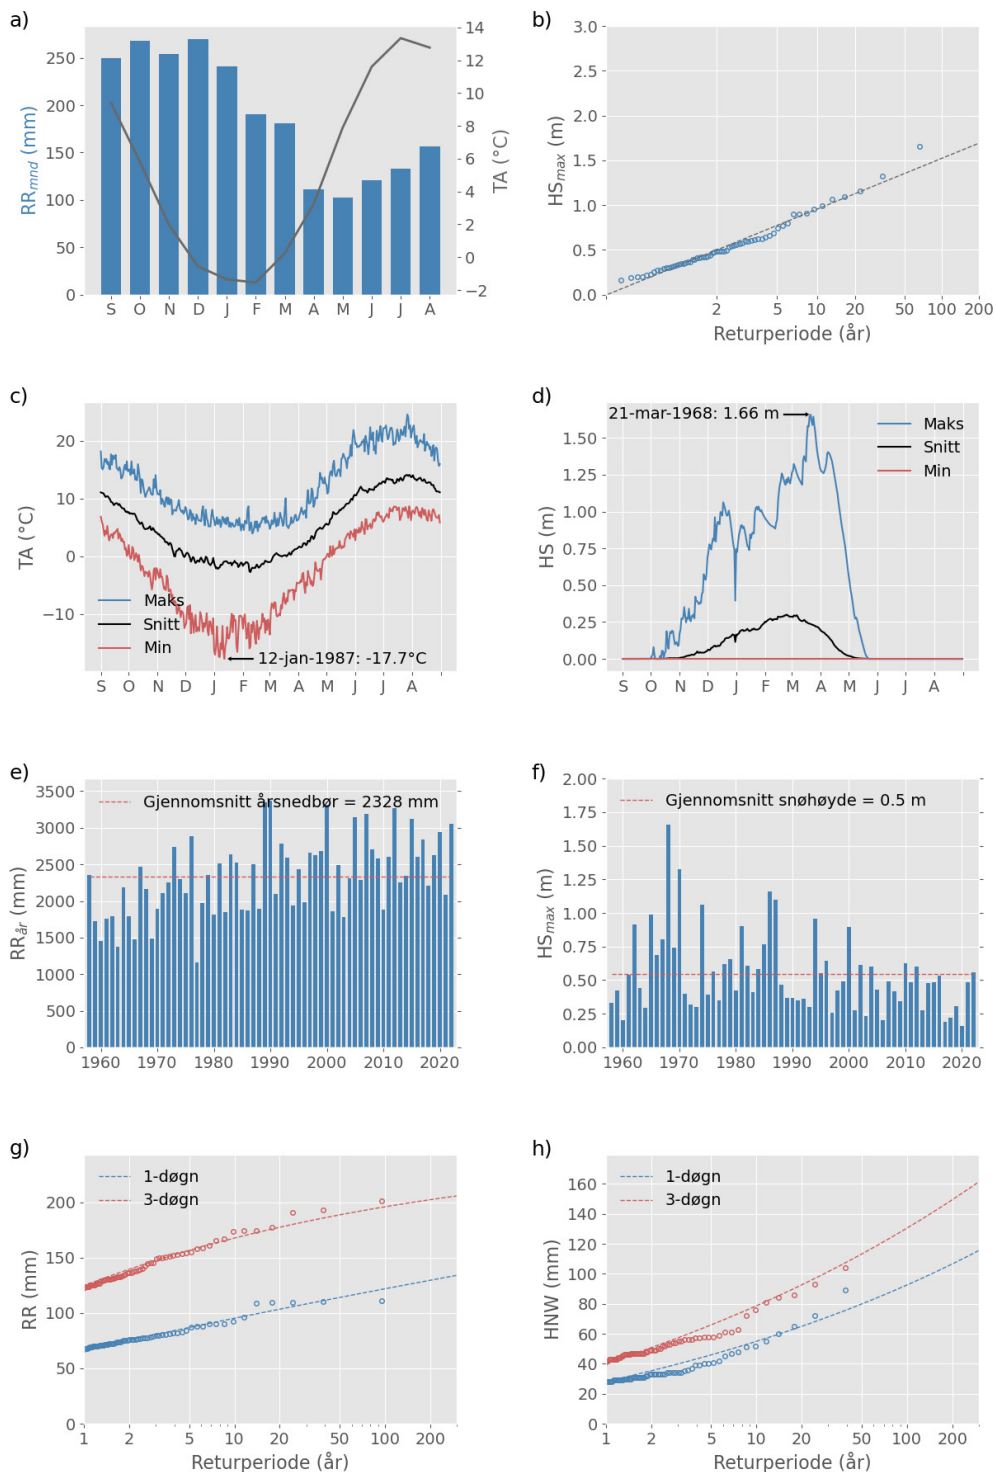 a)
RR_mnd (mm)
250
200
150
100
50
0
S O N D J F M A M J J A
14
12
10
8
6
4
2
0
−2
TA (°C)
b)
HS_max (m)
3.0
2.5
2.0
1.5
1.0
0.5
0.0
2 5 10 20 50 100 200
Returperiode (år)
c)
TA (°C)
20
10
0
−10
Maks
Snitt
Min
12-jan-1987: -17.7°C
S O N D J F M A M J J A
d)
HS (m)
21-mar-1968: 1.66 m
Maks
Snitt
Min
1.50
1.25
1.00
0.75
0.50
0.25
0.00
S O N D J F M A M J J A
e)
RR_år (mm)
Gjennomsnitt årsnedbør = 2328 mm
3500
3000
2500
2000
1500
1000
500
0
1960 1970 1980 1990 2000 2010 2020
f)
HS_max (m)
Gjennomsnitt snøhøyde = 0.5 m
2.00
1.75
1.50
1.25
1.00
0.75
0.50
0.25
0.00
1960 1970 1980 1990 2000 2010 2020
g)
RR (mm)
1-døgn
3-døgn
200
150
100
50
0
1 2 5 10 20 50 100 200
Returperiode (år)
h)
HNW (mm)
1-døgn
3-døgn
160
140
120
100
80
60
40
20
0
1 2 5 10 20 50 100 200
Returperiode (år)